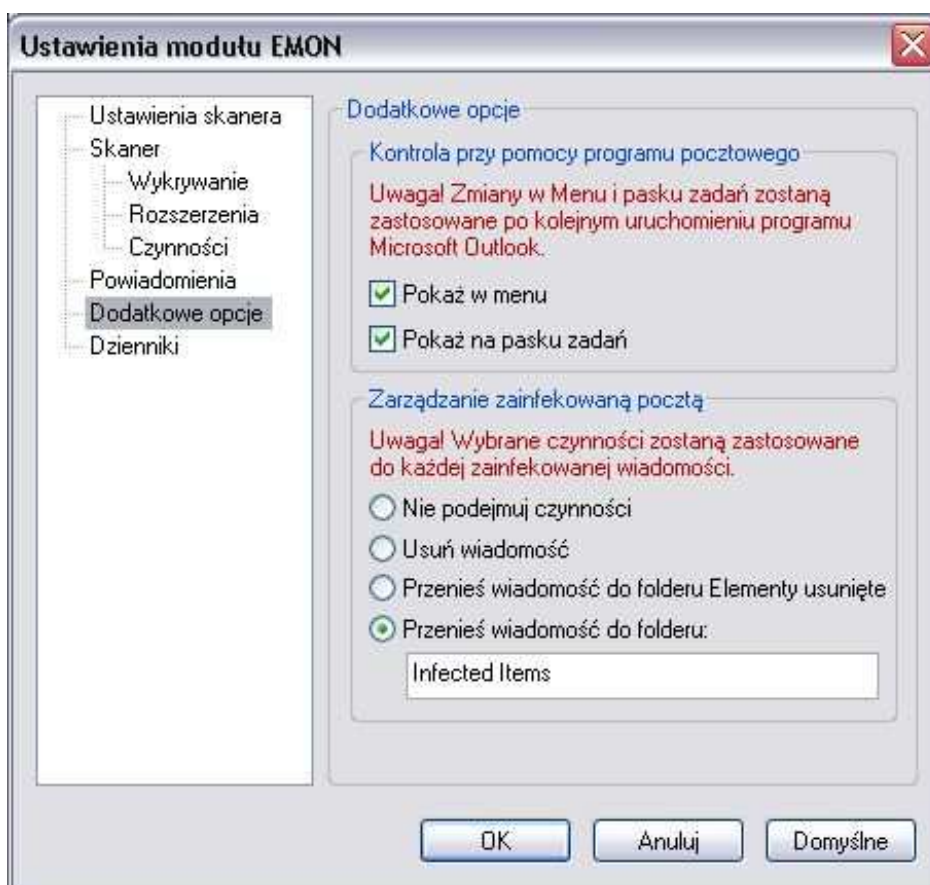 Ustawienia modułu EMON
Ustawienia skanera
Skaner
Wykrywanie
Rozszerzenia
Czynności
Powiadomienia
Dodatkowe opcje
Dzienniki
Dodatkowe opcje
Kontrola przy pomocy programu pocztowego
Uwaga! Zmiany w Menu i pasku zadań zostaną
zastosowane po kolejnym uruchomieniu programu
Microsoft Outlook.
Pokaż w menu
Pokaż na pasku zadań
Zarządzanie zainfekowaną pocztą
Uwaga! Wybrane czynności zostaną zastosowane
do każdej zainfekowanej wiadomości.
Nie podejmuj czynności
Usuń wiadomość
Przenieś wiadomość do folderu Elementy usunięte
Przenieś wiadomość do folderu:
Infected Items
OK
Anuluj
Domyślne